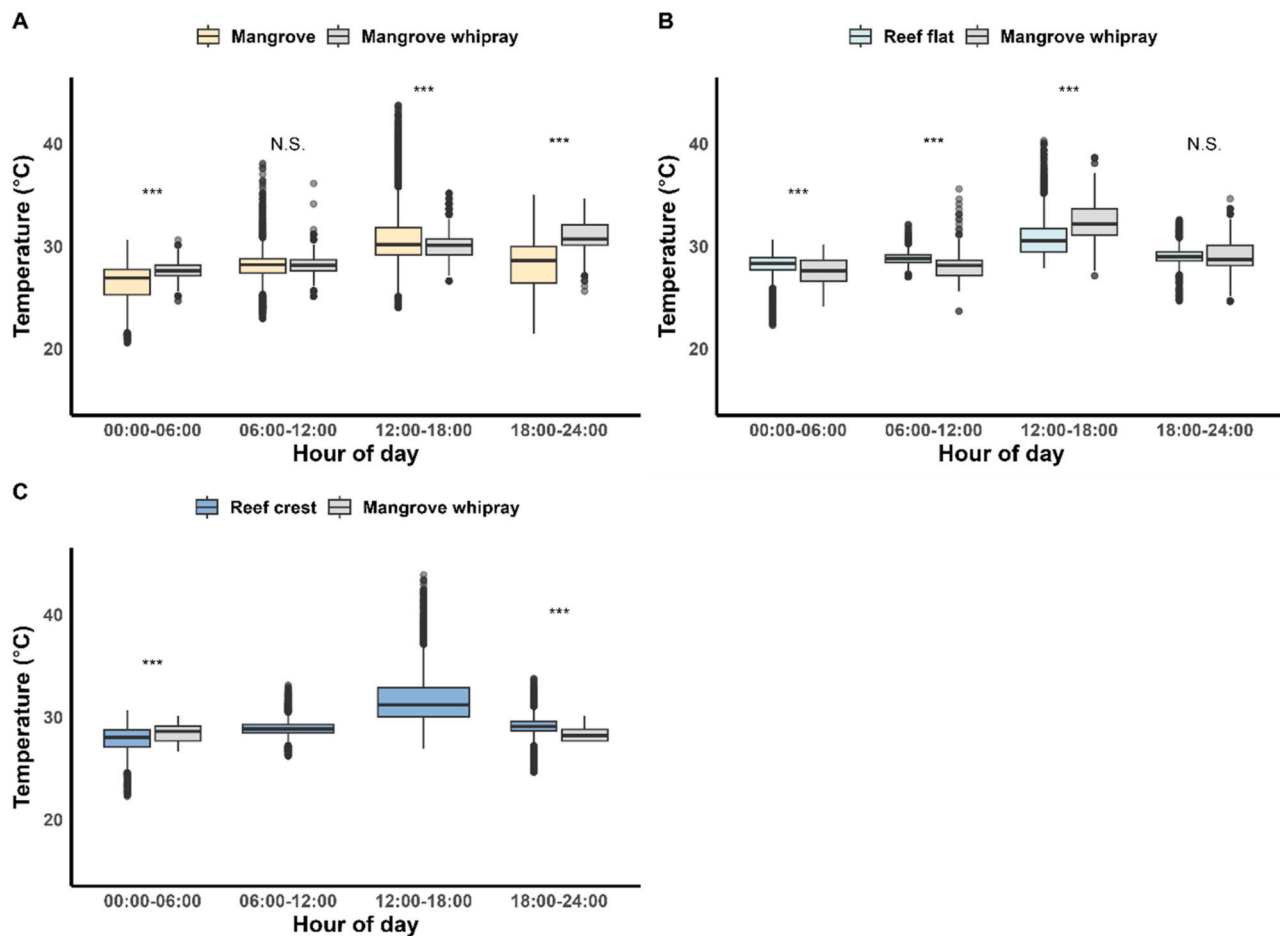 A
Mangrove Mangrove whipray
***
***
N.S.
***
40
30
20
Temperature (°C)
00:00-06:00 06:00-12:00 12:00-18:00 18:00-24:00
Hour of day
B
Reef flat Mangrove whipray
***
***
N.S.
***
40
30
20
Temperature (°C)
00:00-06:00 06:00-12:00 12:00-18:00 18:00-24:00
Hour of day
C
Reef crest Mangrove whipray
***
***
40
30
20
Temperature (°C)
00:00-06:00 06:00-12:00 12:00-18:00 18:00-24:00
Hour of day